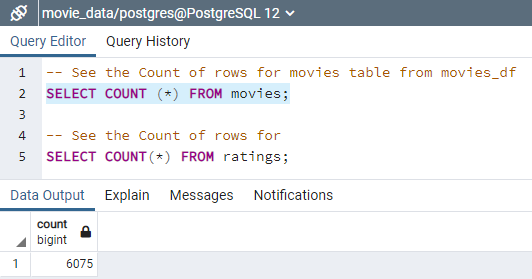 movie_data/postgres@PostgreSQL 12
Query Editor Query History
1 -- See the Count of rows for movies table from movies_df
2 SELECT COUNT (*) FROM movies;
3
4 -- See the Count of rows for
5 SELECT COUNT(*) FROM ratings;
Data Output Explain Messages Notifications
count
bigint
1 6075